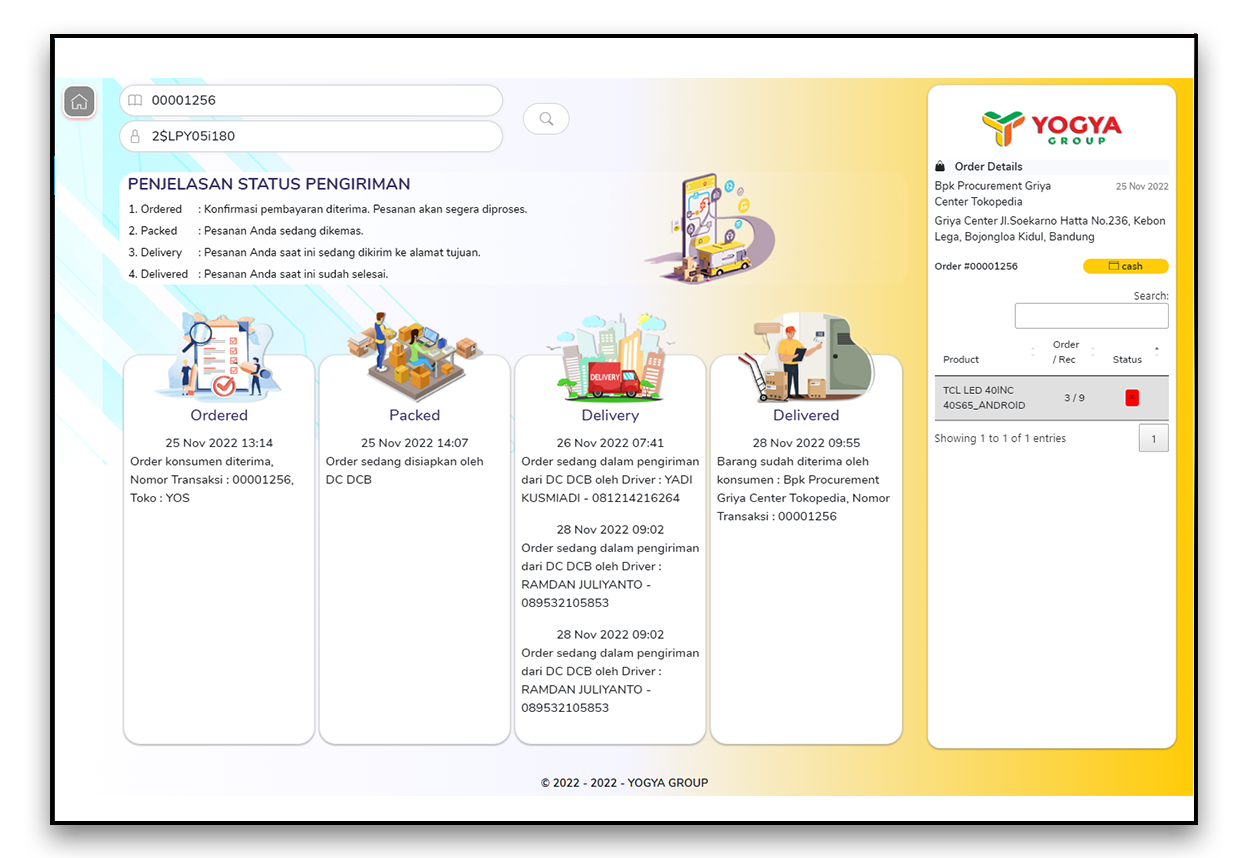 00001256
2$LPY05i180
PENJELASAN STATUS PENGIRIMAN
1. Ordered : Konfirmasi pembayaran diterima. Pesanan akan segera diproses.
2. Packed : Pesanan Anda sedang dikemas.
3. Delivery : Pesanan Anda saat ini sedang dikirim ke alamat tujuan.
4. Delivered : Pesanan Anda saat ini sudah selesai.
Ordered
25 Nov 2022 13:14
Order konsumen diterima,
Nomor Transaksi : 00001256,
Toko : YOS
Packed
25 Nov 2022 14:07
Order sedang disiapkan oleh
DC DCB
DELIVERY
Delivery
26 Nov 2022 07:41
Order sedang dalam pengiriman
dari DC DCB oleh Driver : YADI
KUSMIADI - 081214216264
28 Nov 2022 09:02
Order sedang dalam pengiriman
dari DC DCB oleh Driver :
RAMDAN JULIYANTO -
089532105853
28 Nov 2022 09:02
Order sedang dalam pengiriman
dari DC DCB oleh Driver :
RAMDAN JULIYANTO -
089532105853
Delivered
28 Nov 2022 09:55
Barang sudah diterima oleh
konsumen : Bpk Procurement
Griya Center Tokopedia, Nomor
Transaksi : 00001256
YOGYA
GROUP
Order Details
Bpk Procurement Griya 25 Nov 2022
Center Tokopedia
Griya Center Jl.Soekarno Hatta No.236, Kebon
Lega, Bojongloa Kidul, Bandung
Order #00001256 cash
Search:
Order
Product / Rec Status
TCL LED 40INC
40S65_ANDROID 3 / 9
Showing 1 to 1 of 1 entries 1
© 2022 - 2022 - YOGYA GROUP